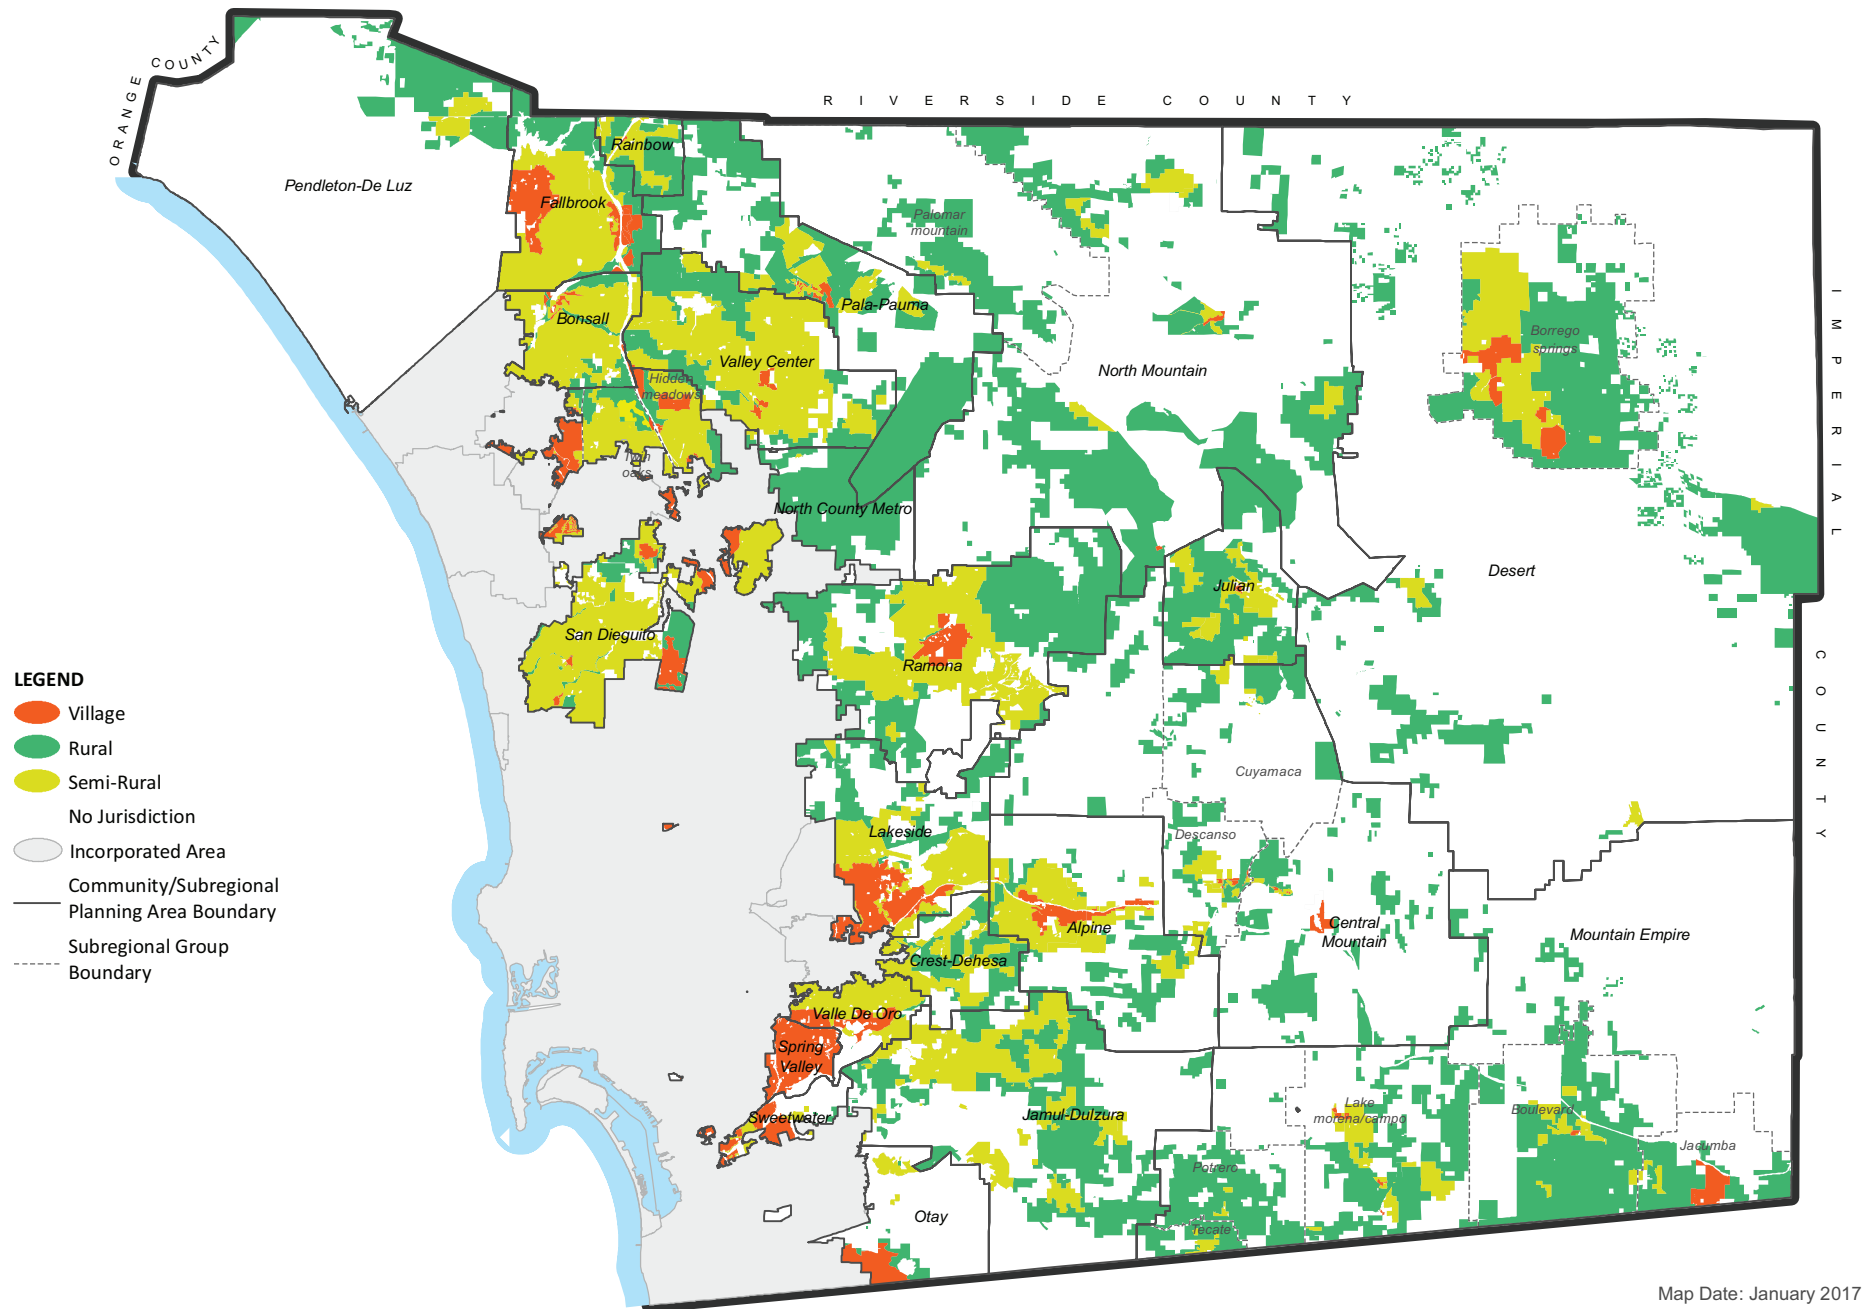 ORANGE COUNTY
RIVERSIDE COUNTY
IMPERIAL COUNTY
Rainbow
Pendleton-De Luz
Fallbrook
Palomar
mountain
Pala-Pauma
Bonsall
Borrego
springs
Valley Center
North Mountain
Hidden
meadows
Twin
oaks
North County Metro
Desert
Julian
San Dieguito
Ramona
LEGEND
Village
Rural
Semi-Rural
No Jurisdiction
Incorporated Area
Community/Subregional
Planning Area Boundary
Subregional Group
Boundary
Cuyamaca
Lakeside
Descanso
Alpine
Central
Mountain
Mountain Empire
Crest-Dehesa
Valle De Oro
Spring
Valley
Sweetwater
Jamul-Dulzura
Lake
morena/campo
Boulevard
Jacumba
Potrero
Otay
Tecate
Map Date: January 2017